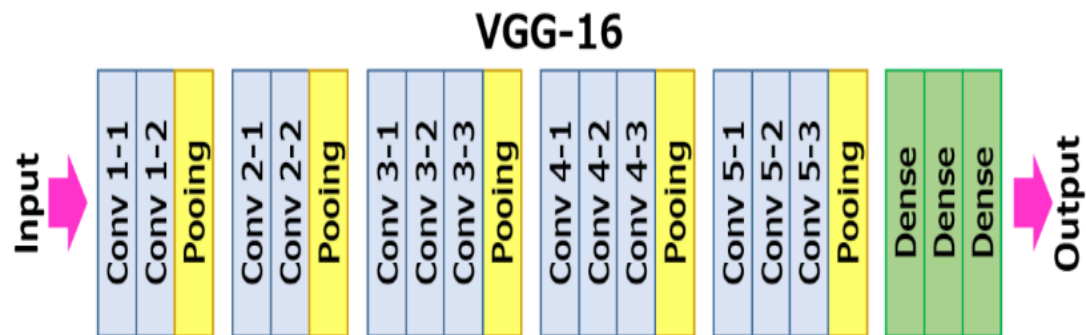 VGG-16
Input
Conv 1-1
Conv 1-2
Pooing
Conv 2-1
Conv 2-2
Pooing
Conv 3-1
Conv 3-2
Conv 3-3
Pooing
Conv 4-1
Conv 4-2
Conv 4-3
Pooing
Conv 5-1
Conv 5-2
Conv 5-3
Pooing
Dense
Dense
Dense
Output